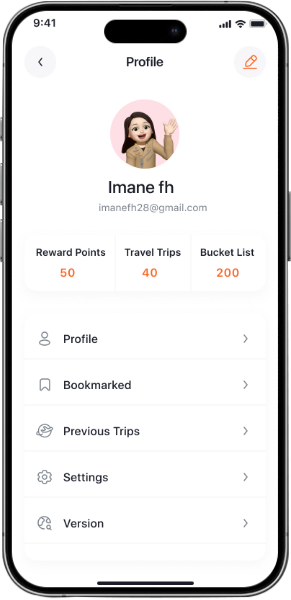 9:41
Profile
Imane fh
imanefh28@gmail.com
Reward Points Travel Trips Bucket List
50 40 200
Profile
Bookmarked
Previous Trips
Settings
Version